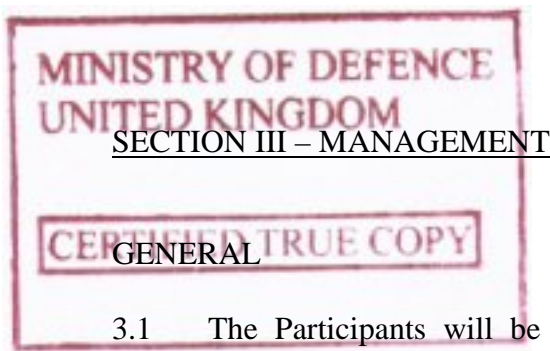 MINISTRY OF DEFENCE
UNITED KINGDOM
SECTION III – MANAGEMENT
CERTIFIED TRUE COPY
GENERAL
3.1 The Participants will be